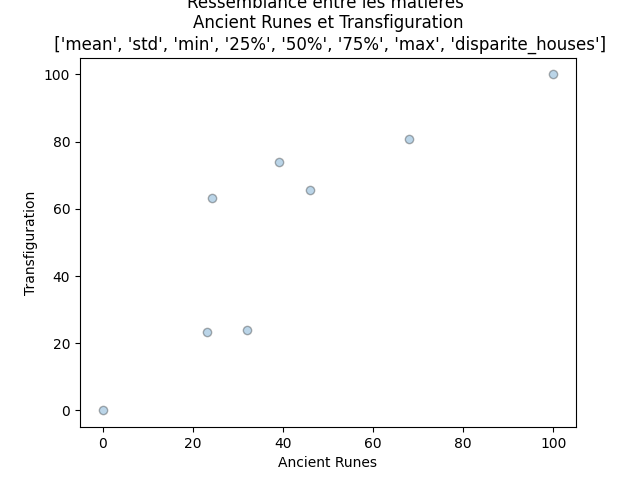 Ressemblance entre les matières
Ancient Runes et Transfiguration
['mean', 'std', 'min', '25%', '50%', '75%', 'max', 'disparite_houses']
100
80
60
40
20
0
Transfiguration
0 20 40 60 80 100
Ancient Runes